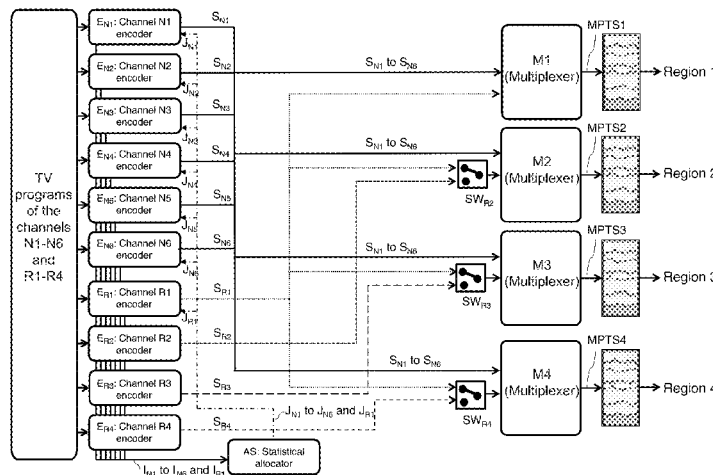 TV
programs
of the
channels
N1-N6
and
R1-R4
E_N1: Channel N1
encoder
E_N2: Channel N2
encoder
E_N3: Channel N3
encoder
E_N4: Channel N4
encoder
E_N5: Channel N5
encoder
E_N6: Channel N6
encoder
E_R1: Channel R1
encoder
E_R2: Channel R2
encoder
E_R3: Channel R3
encoder
E_R4: Channel R4
encoder
S_N1
J_N1
S_N2
J_N2
S_N3
J_N3
S_N4
J_N4
S_N5
J_N5
S_N6
J_N6
S_R1
J_R1
S_R2
S_R3
S_R4
J_N1 to J_N6 and J_R1
I_N1 to I_N6 and I_R1
AS: Statistical
allocator
S_N1 to S_N6
S_N1 to S_N6
S_N1 to S_N6
S_N1 to S_N6
SW_R2
SW_R3
SW_R4
M1
(Multiplexer)
M2
(Multiplexer)
M3
(Multiplexer)
M4
(Multiplexer)
MPTS1
MPTS2
MPTS3
MPTS4
Region 1
Region 2
Region 3
Region 4